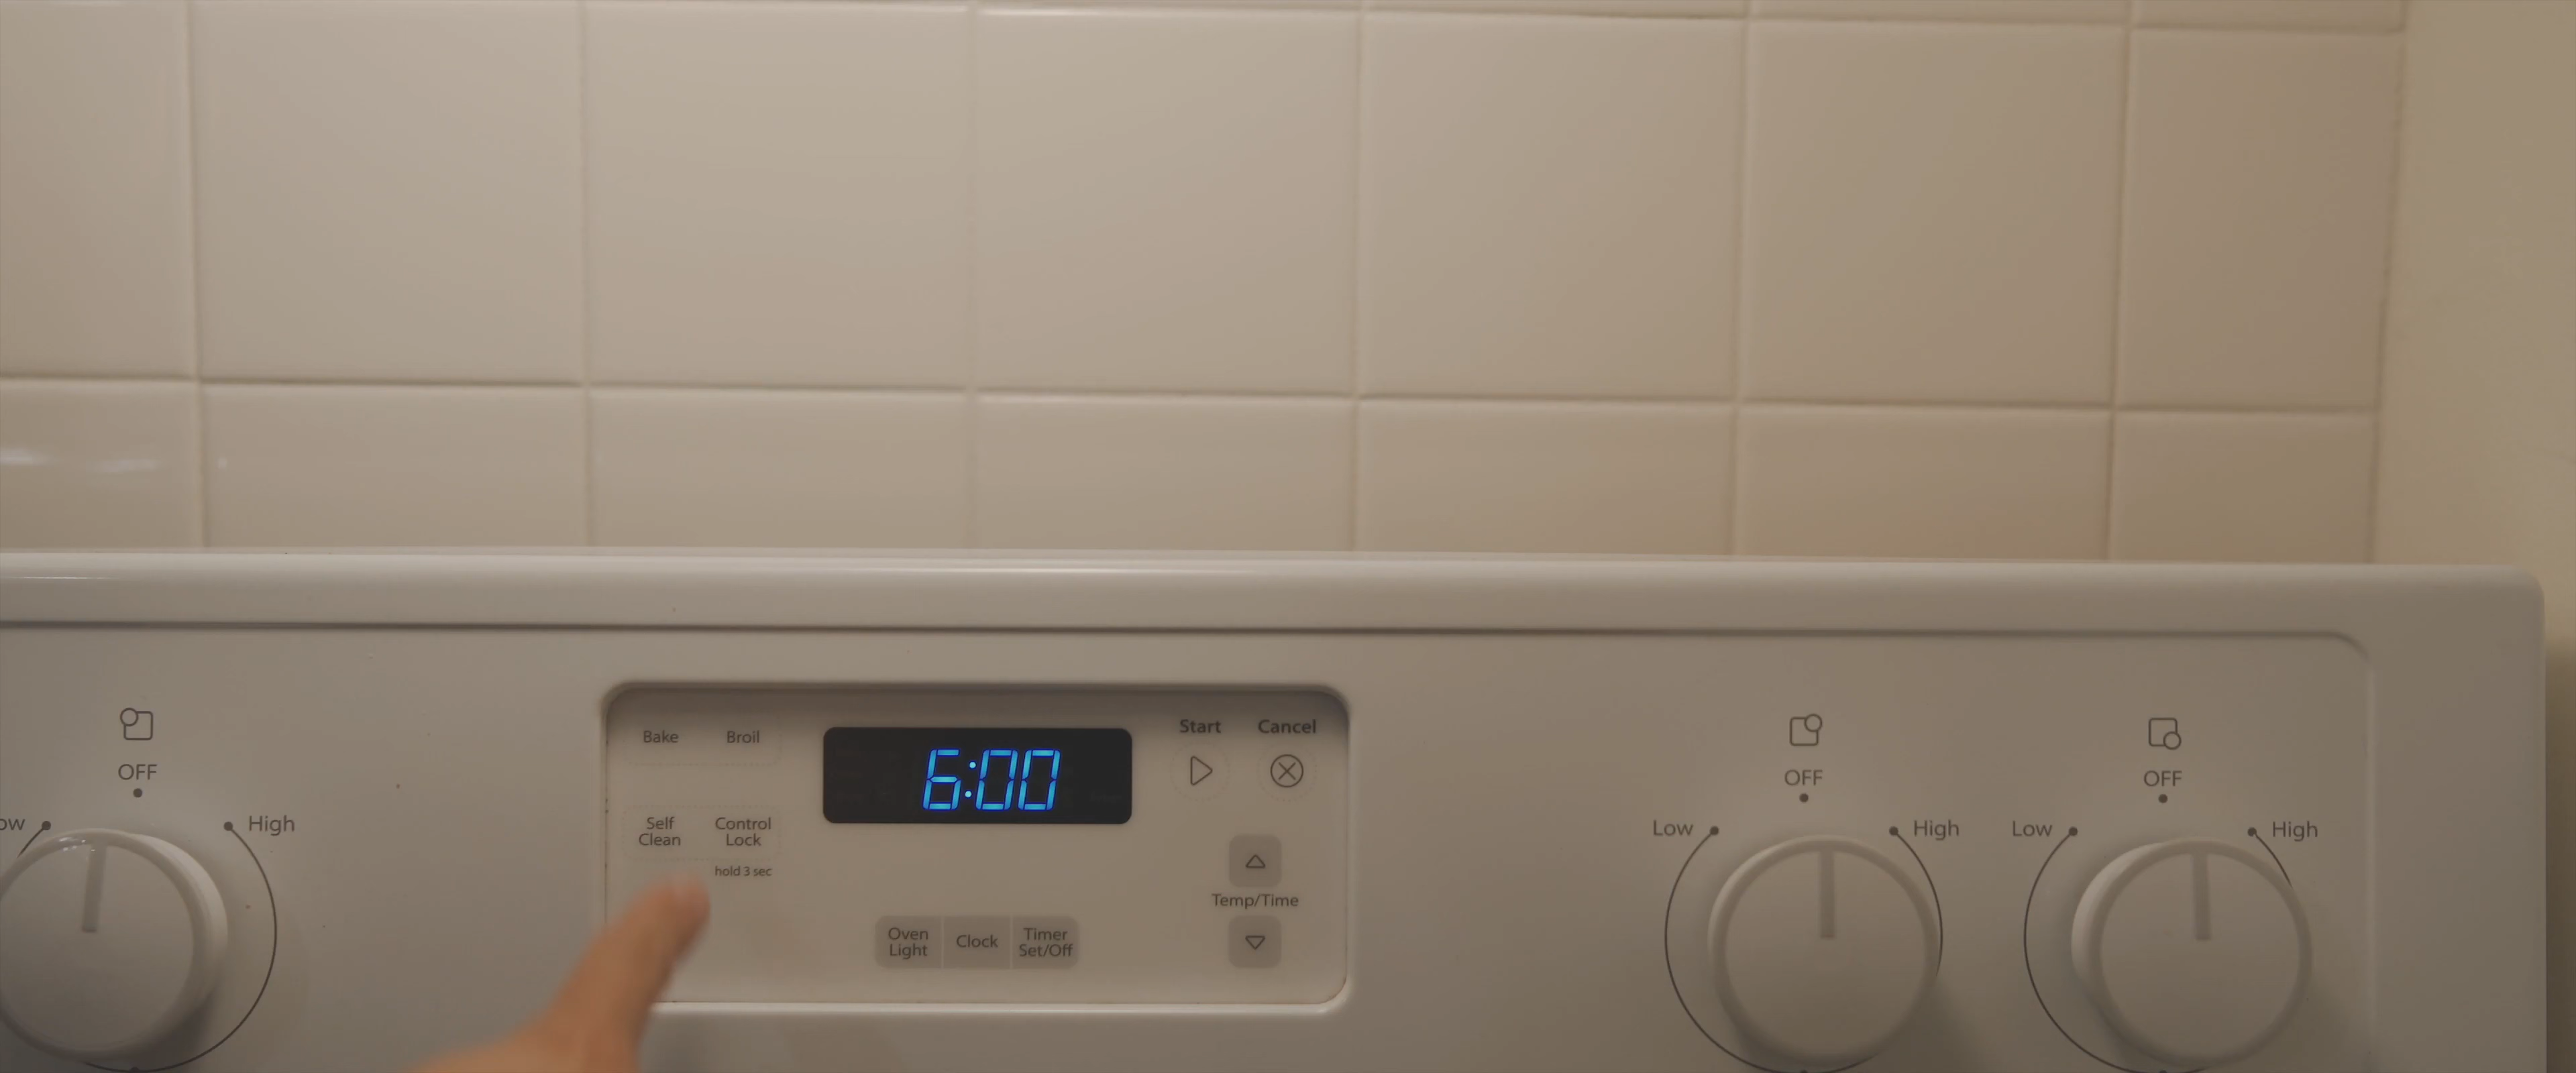 Bake
Broil
6:00
Start
Cancel
Self
Clean
Control
Lock
hold 3 sec
Temp/Time
Oven
Light
Clock
Timer
Set/Off
OFF
ow
High
OFF
Low
High
OFF
Low
High